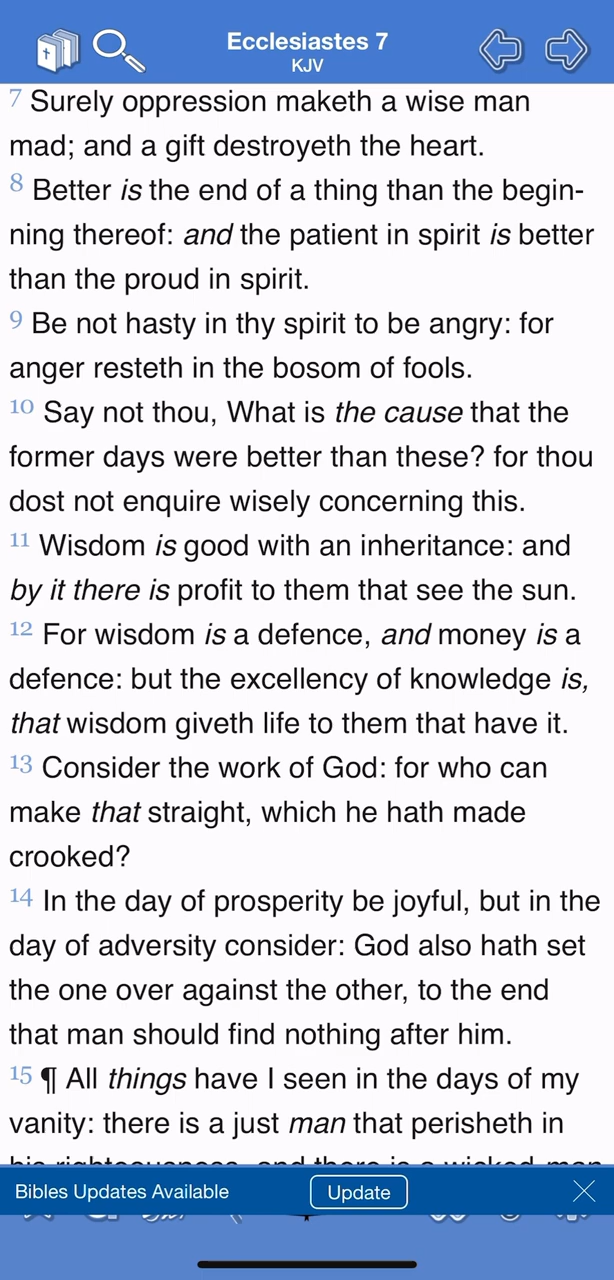 Ecclesiastes 7
KJV
7 Surely oppression maketh a wise man
mad; and a gift destroyeth the heart.
8 Better is the end of a thing than the begin-
ning thereof: and the patient in spirit is better
than the proud in spirit.
9 Be not hasty in thy spirit to be angry: for
anger resteth in the bosom of fools.
10 Say not thou, What is the cause that the
former days were better than these? for thou
dost not enquire wisely concerning this.
11 Wisdom is good with an inheritance: and
by it there is profit to them that see the sun.
12 For wisdom is a defence, and money is a
defence: but the excellency of knowledge is,
that wisdom giveth life to them that have it.
13 Consider the work of God: for who can
make that straight, which he hath made
crooked?
14 In the day of prosperity be joyful, but in the
day of adversity consider: God also hath set
the one over against the other, to the end
that man should find nothing after him.
15 ¶ All things have I seen in the days of my
vanity: there is a just man that perisheth in
his righteousness, and there is a wicked man
Bibles Updates Available
Update